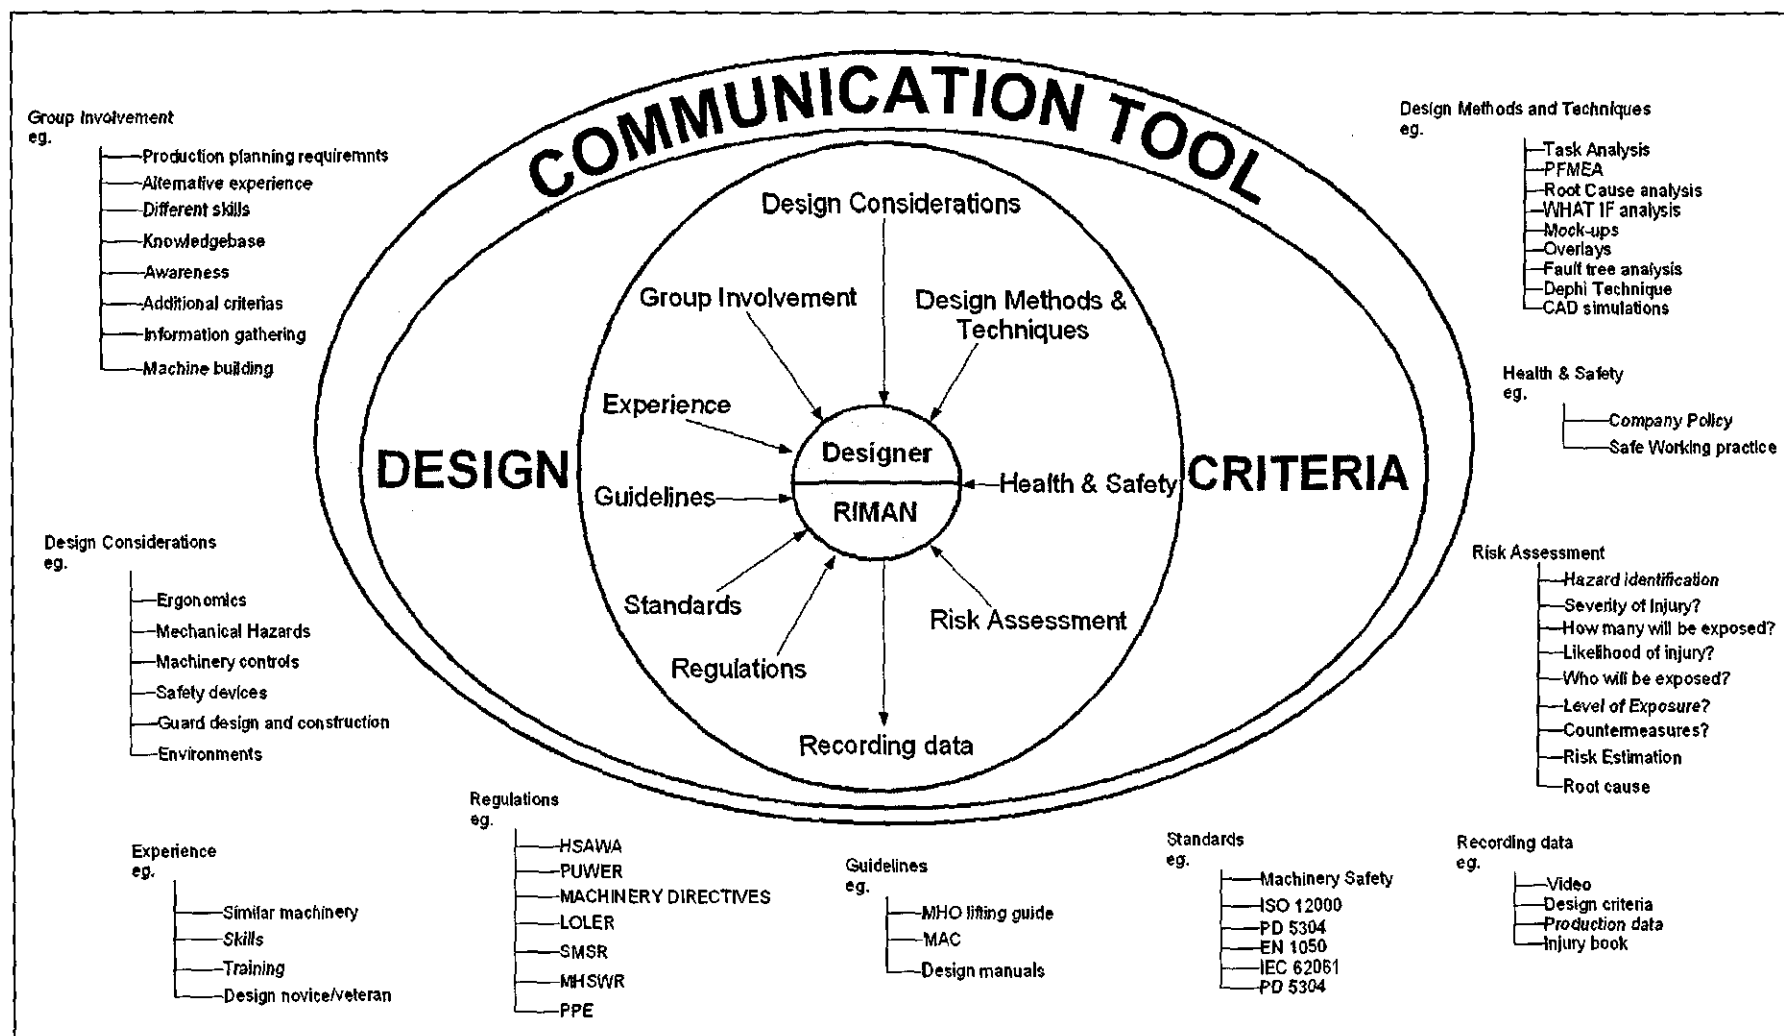 COMMUNICATION TOOL
DESIGN
CRITERIA
Design Considerations
Group Involvement
Design Methods &
Techniques
Experience
Designer
Guidelines
RIMAN
Health & Safety
Standards
Risk Assessment
Regulations
Recording data
Group Involvement
eg.
Production planning requiremnts
Alternative experience
Different skills
Knowledgebase
Awareness
Additional criterias
Information gathering
Machine building
Design Considerations
eg.
Ergonomics
Mechanical Hazards
Machinery controls
Safety devices
Guard design and construction
Environments
Experience
eg.
Similar machinery
Skills
Training
Design novice/veteran
Regulations
eg.
HSAWA
PUWER
MACHINERY DIRECTIVES
LOLER
SMSR
MHSWR
PPE
Guidelines
eg.
MHO lifting guide
MAC
Design manuals
Standards
eg.
Machinery Safety
ISO 12000
PD 5304
EN 1050
IEC 62061
PD 5304
Recording data
eg.
Video
Design criteria
Production data
Injury book
Design Methods and Techniques
eg.
Task Analysis
PFMEA
Root Cause analysis
WHAT IF analysis
Mock-ups
Overlays
Fault tree analysis
Dephi Technique
CAD simulations
Health & Safety
eg.
Company Policy
Safe Working practice
Risk Assessment
eg.
Hazard identification
Severity of Injury?
How many will be exposed?
Likelihood of injury?
Who will be exposed?
Level of Exposure?
Countermeasures?
Risk Estimation
Root cause